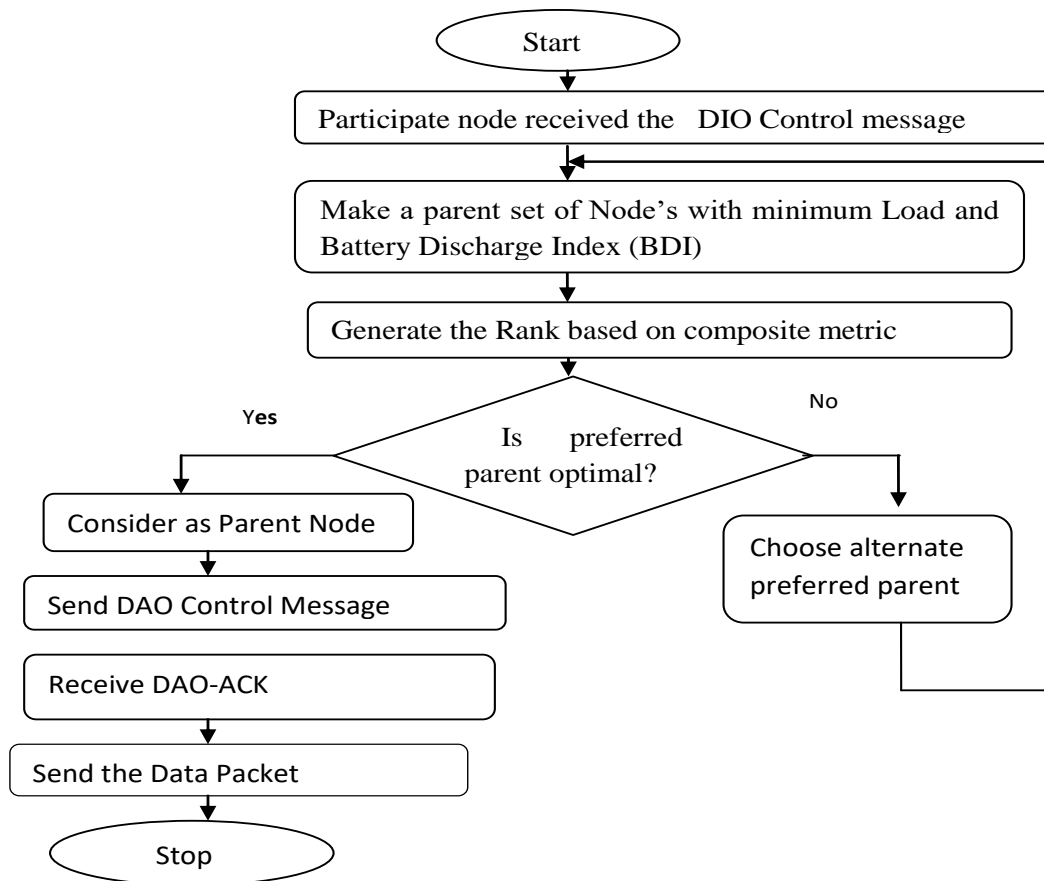 Start
Participate node received the DIO Control message
Make a parent set of Node's with minimum Load and
Battery Discharge Index (BDI)
Generate the Rank based on composite metric
Yes
No
Is preferred
parent optimal?
Consider as Parent Node
Choose alternate
preferred parent
Send DAO Control Message
Receive DAO-ACK
Send the Data Packet
Stop